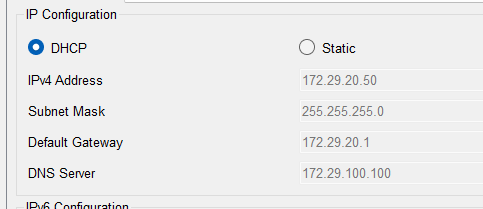 IP Configuration
DHCP Static
IPv4 Address 172.29.20.50
Subnet Mask 255.255.255.0
Default Gateway 172.29.20.1
DNS Server 172.29.100.100
IPv6 Configuration